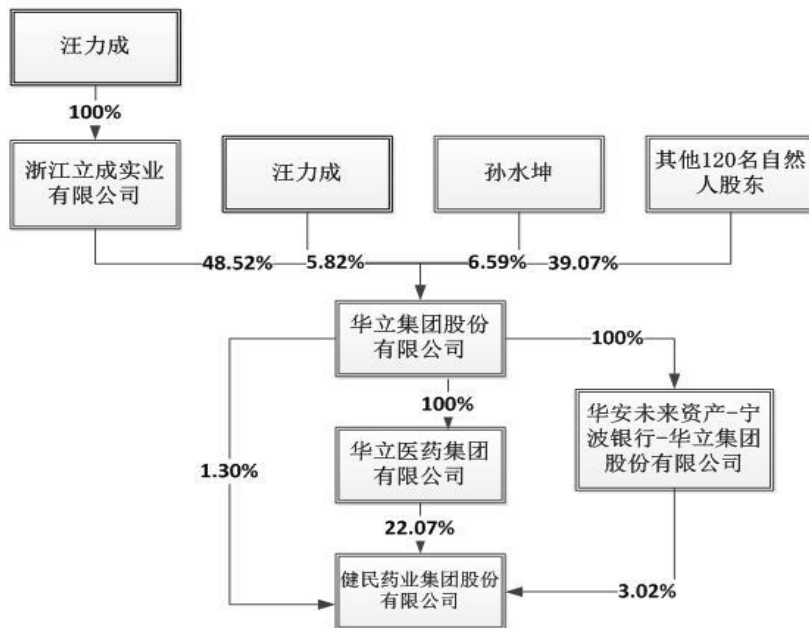 汪力成
100%
浙江立成实业
有限公司
汪力成
孙水坤
其他120名自然
人股东
48.52%
5.82%
6.59%
39.07%
华立集团股份
有限公司
100%
100%
华立医药集团
有限公司
华安未来资产-宁
波银行-华立集团
股份有限公司
1.30%
22.07%
健民药业集团股份
有限公司
3.02%